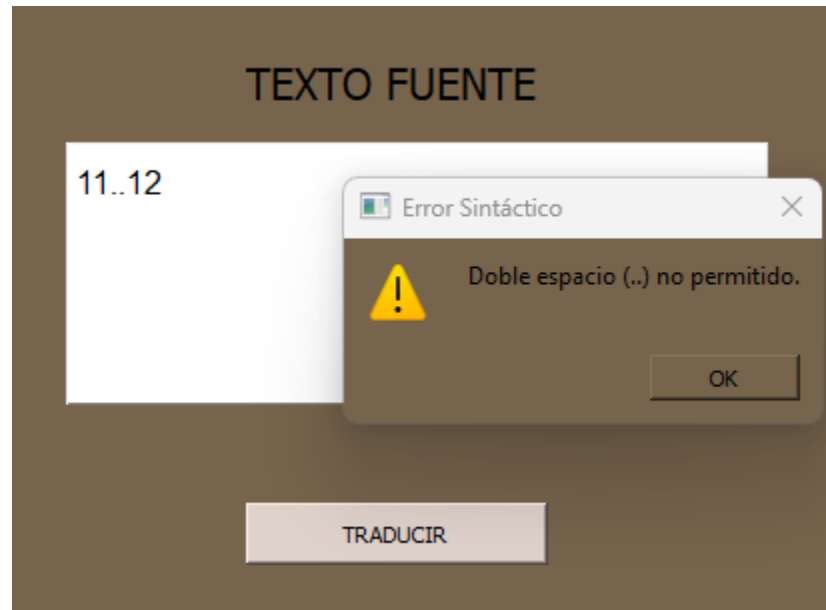 TEXTO FUENTE
11..12
Error Sintáctico
Doble espacio (..) no permitido.
OK
TRADUCIR